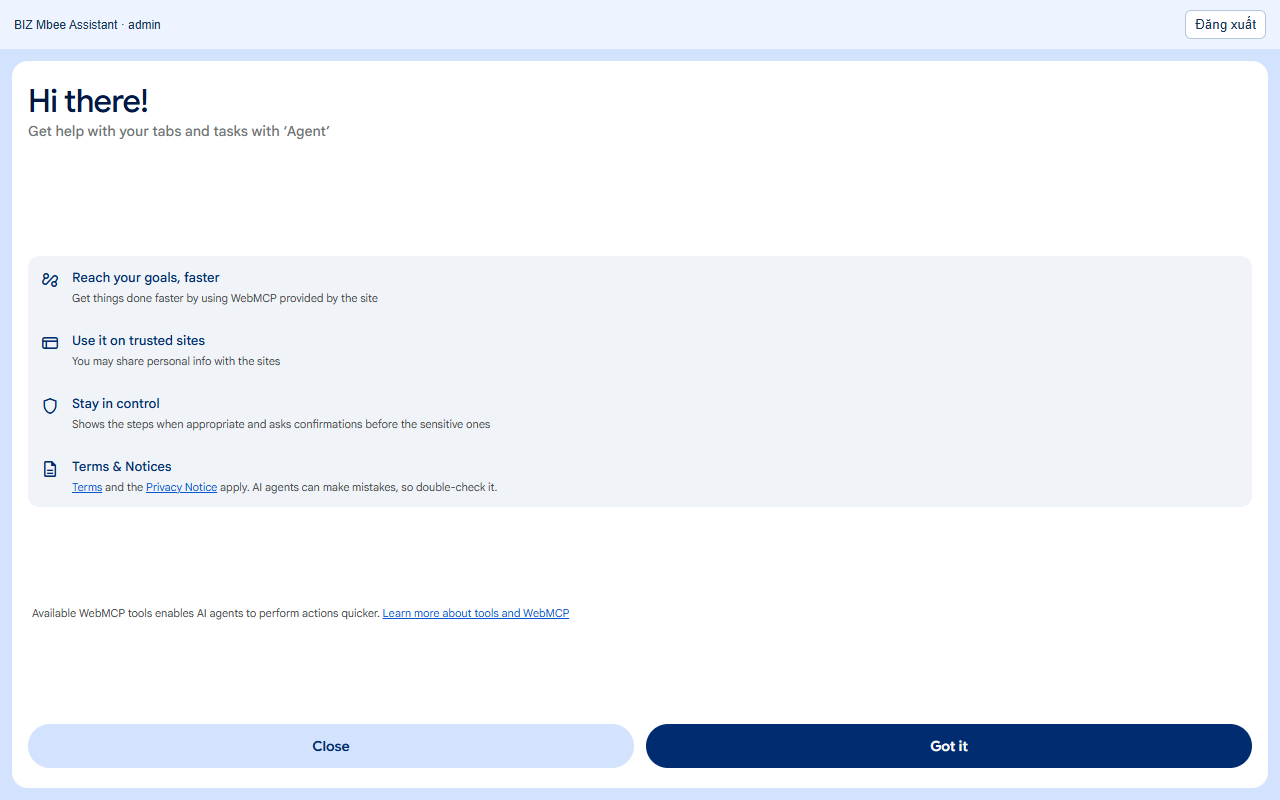 BIZ Mbee Assistant · admin
Đăng xuất
Hi there!
Get help with your tabs and tasks with ‘Agent’
Reach your goals, faster
Get things done faster by using WebMCP provided by the site
Use it on trusted sites
You may share personal info with the sites
Stay in control
Shows the steps when appropriate and asks confirmations before the sensitive ones
Terms & Notices
Terms and the Privacy Notice apply. AI agents can make mistakes, so double-check it.
Available WebMCP tools enables AI agents to perform actions quicker. Learn more about tools and WebMCP
Close
Got it